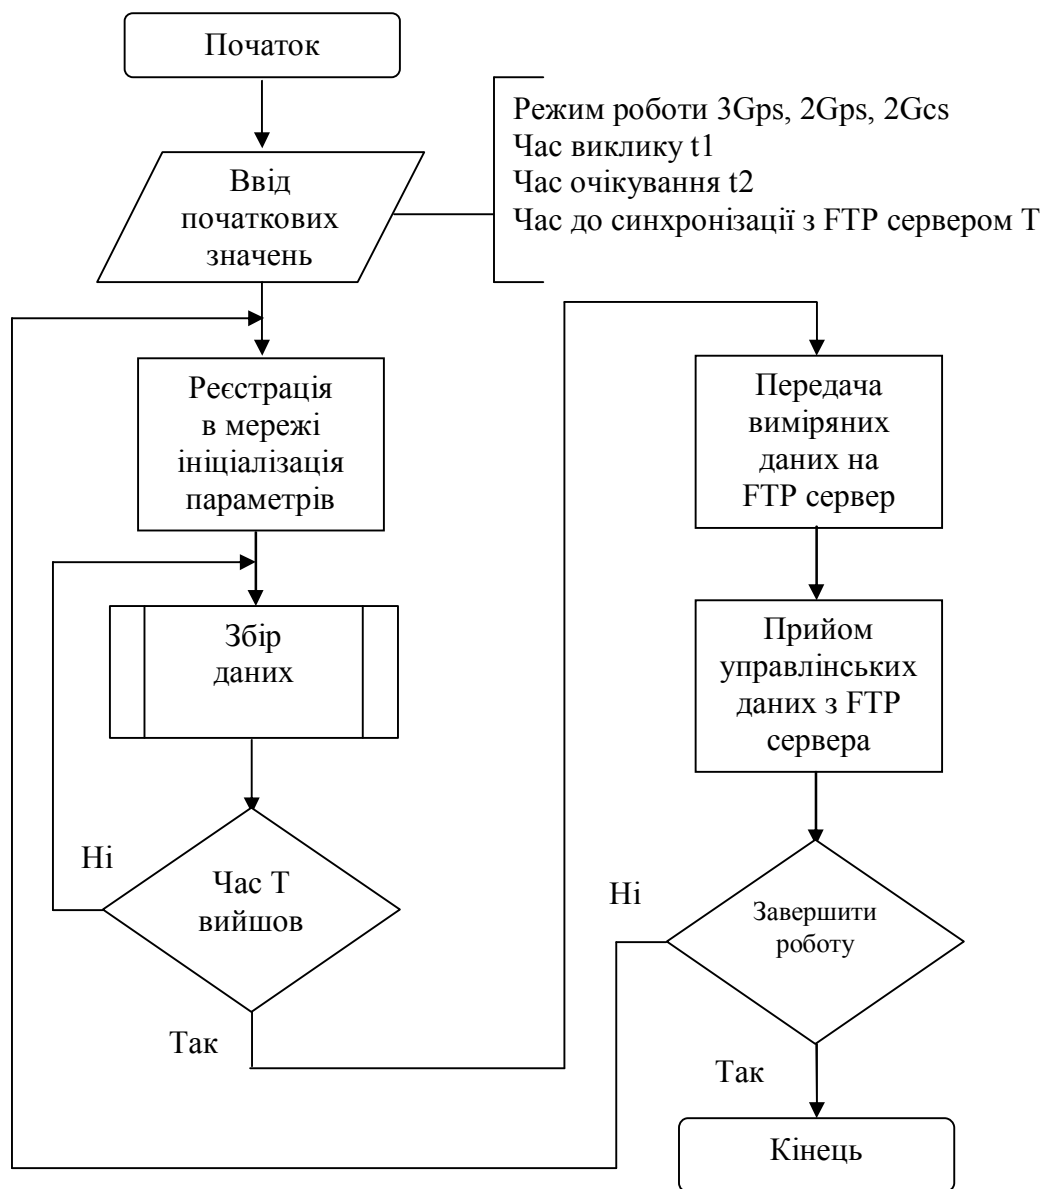 Початок
Режим роботи 3Gps, 2Gps, 2Gcs
Час виклику t1
Час очікування t2
Час до синхронізації з FTP сервером T
Ввід
початкових
значень
Реєстрація
в мережі
ініціалізація
параметрів
Збір
даних
Ні
Час Т
вийшов
Так
Передача
виміряних
даних на
FTP сервер
Прийом
управлінських
даних з FTP
сервера
Ні
Завершити
роботу
Так
Кінець